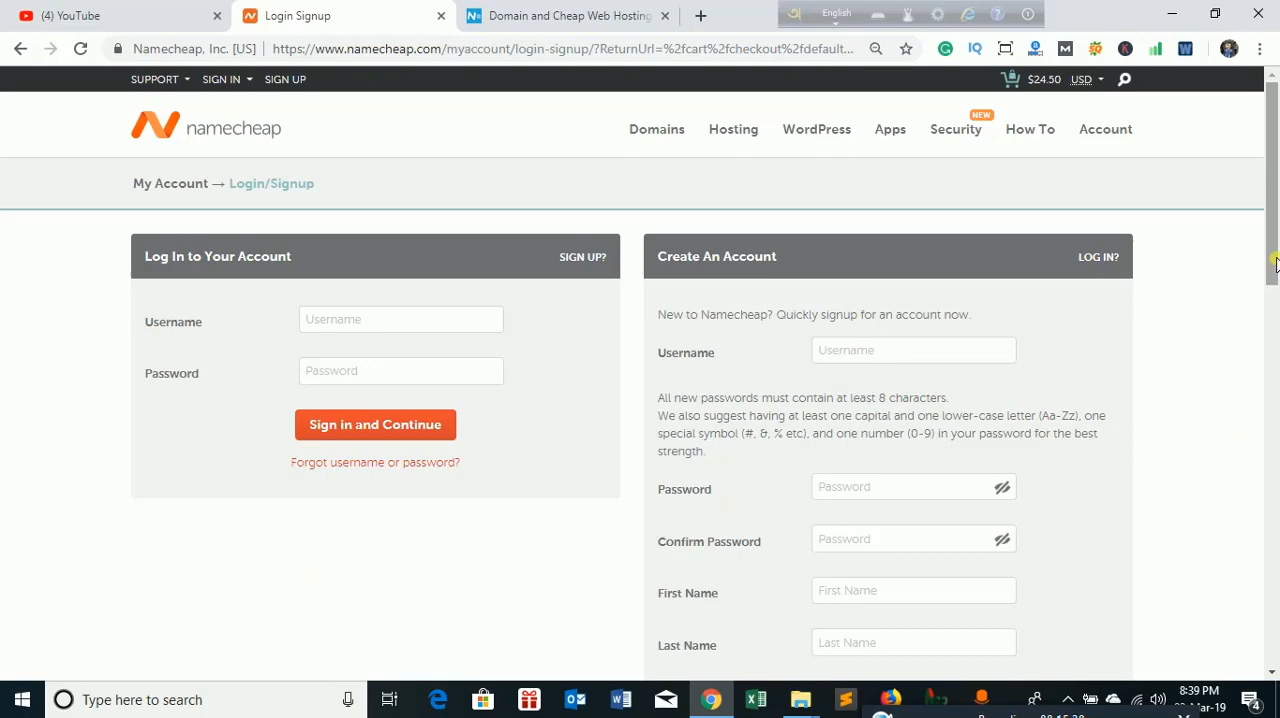 (4) YouTube
Login Signup
Domain and Cheap Web Hosting
English
Namecheap, Inc. [US]
https://www.namecheap.com/myaccount/login-signup/?ReturnUrl=%2fcart%2fcheckout%2fdefault...
SUPPORT SIGN IN SIGN UP
$24.50 USD
namecheap
Domains Hosting WordPress Apps Security NEW How To Account
My Account → Login/Signup
Log In to Your Account SIGN UP?
Username Username
Password Password
Sign in and Continue
Forgot username or password?
Create An Account LOG IN?
New to Namecheap? Quickly signup for an account now.
Username Username
All new passwords must contain at least 8 characters.
We also suggest having at least one capital and one lower-case letter (Aa-Zz), one
special symbol (#, &, % etc), and one number (0-9) in your password for the best
strength.
Password Password
Confirm Password Password
First Name First Name
Last Name Last Name
Type here to search
8:39 PM